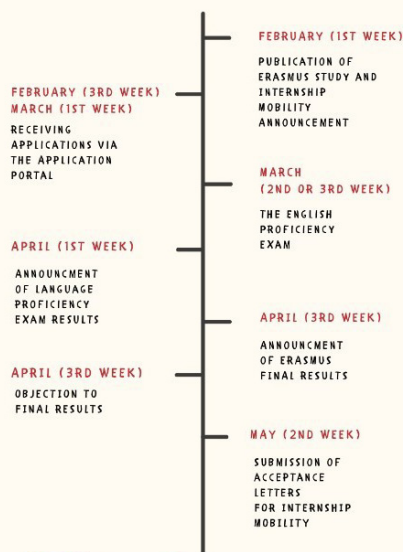 FEBRUARY (1ST WEEK)
PUBLICATION OF
ERASMUS STUDY AND
INTERNSHIP
MOBILITY
ANNOUNCEMENT
FEBRUARY (3RD WEEK)
MARCH (1ST WEEK)
RECEIVING
APPLICATIONS VIA
THE APPLICATION
PORTAL
MARCH
(2ND OR 3RD WEEK)
THE ENGLISH
PROFICIENCY
EXAM
APRIL (1ST WEEK)
ANNOUNCMENT
OF LANGUAGE
PROFICIENCY
EXAM RESULTS
APRIL (3RD WEEK)
ANNOUNCMENT
OF ERASMUS
FINAL RESULTS
APRIL (3RD WEEK)
OBJECTION TO
FINAL RESULTS
MAY (2ND WEEK)
SUBMISSION OF
ACCEPTANCE
LETTERS
FOR INTERNSHIP
MOBILITY